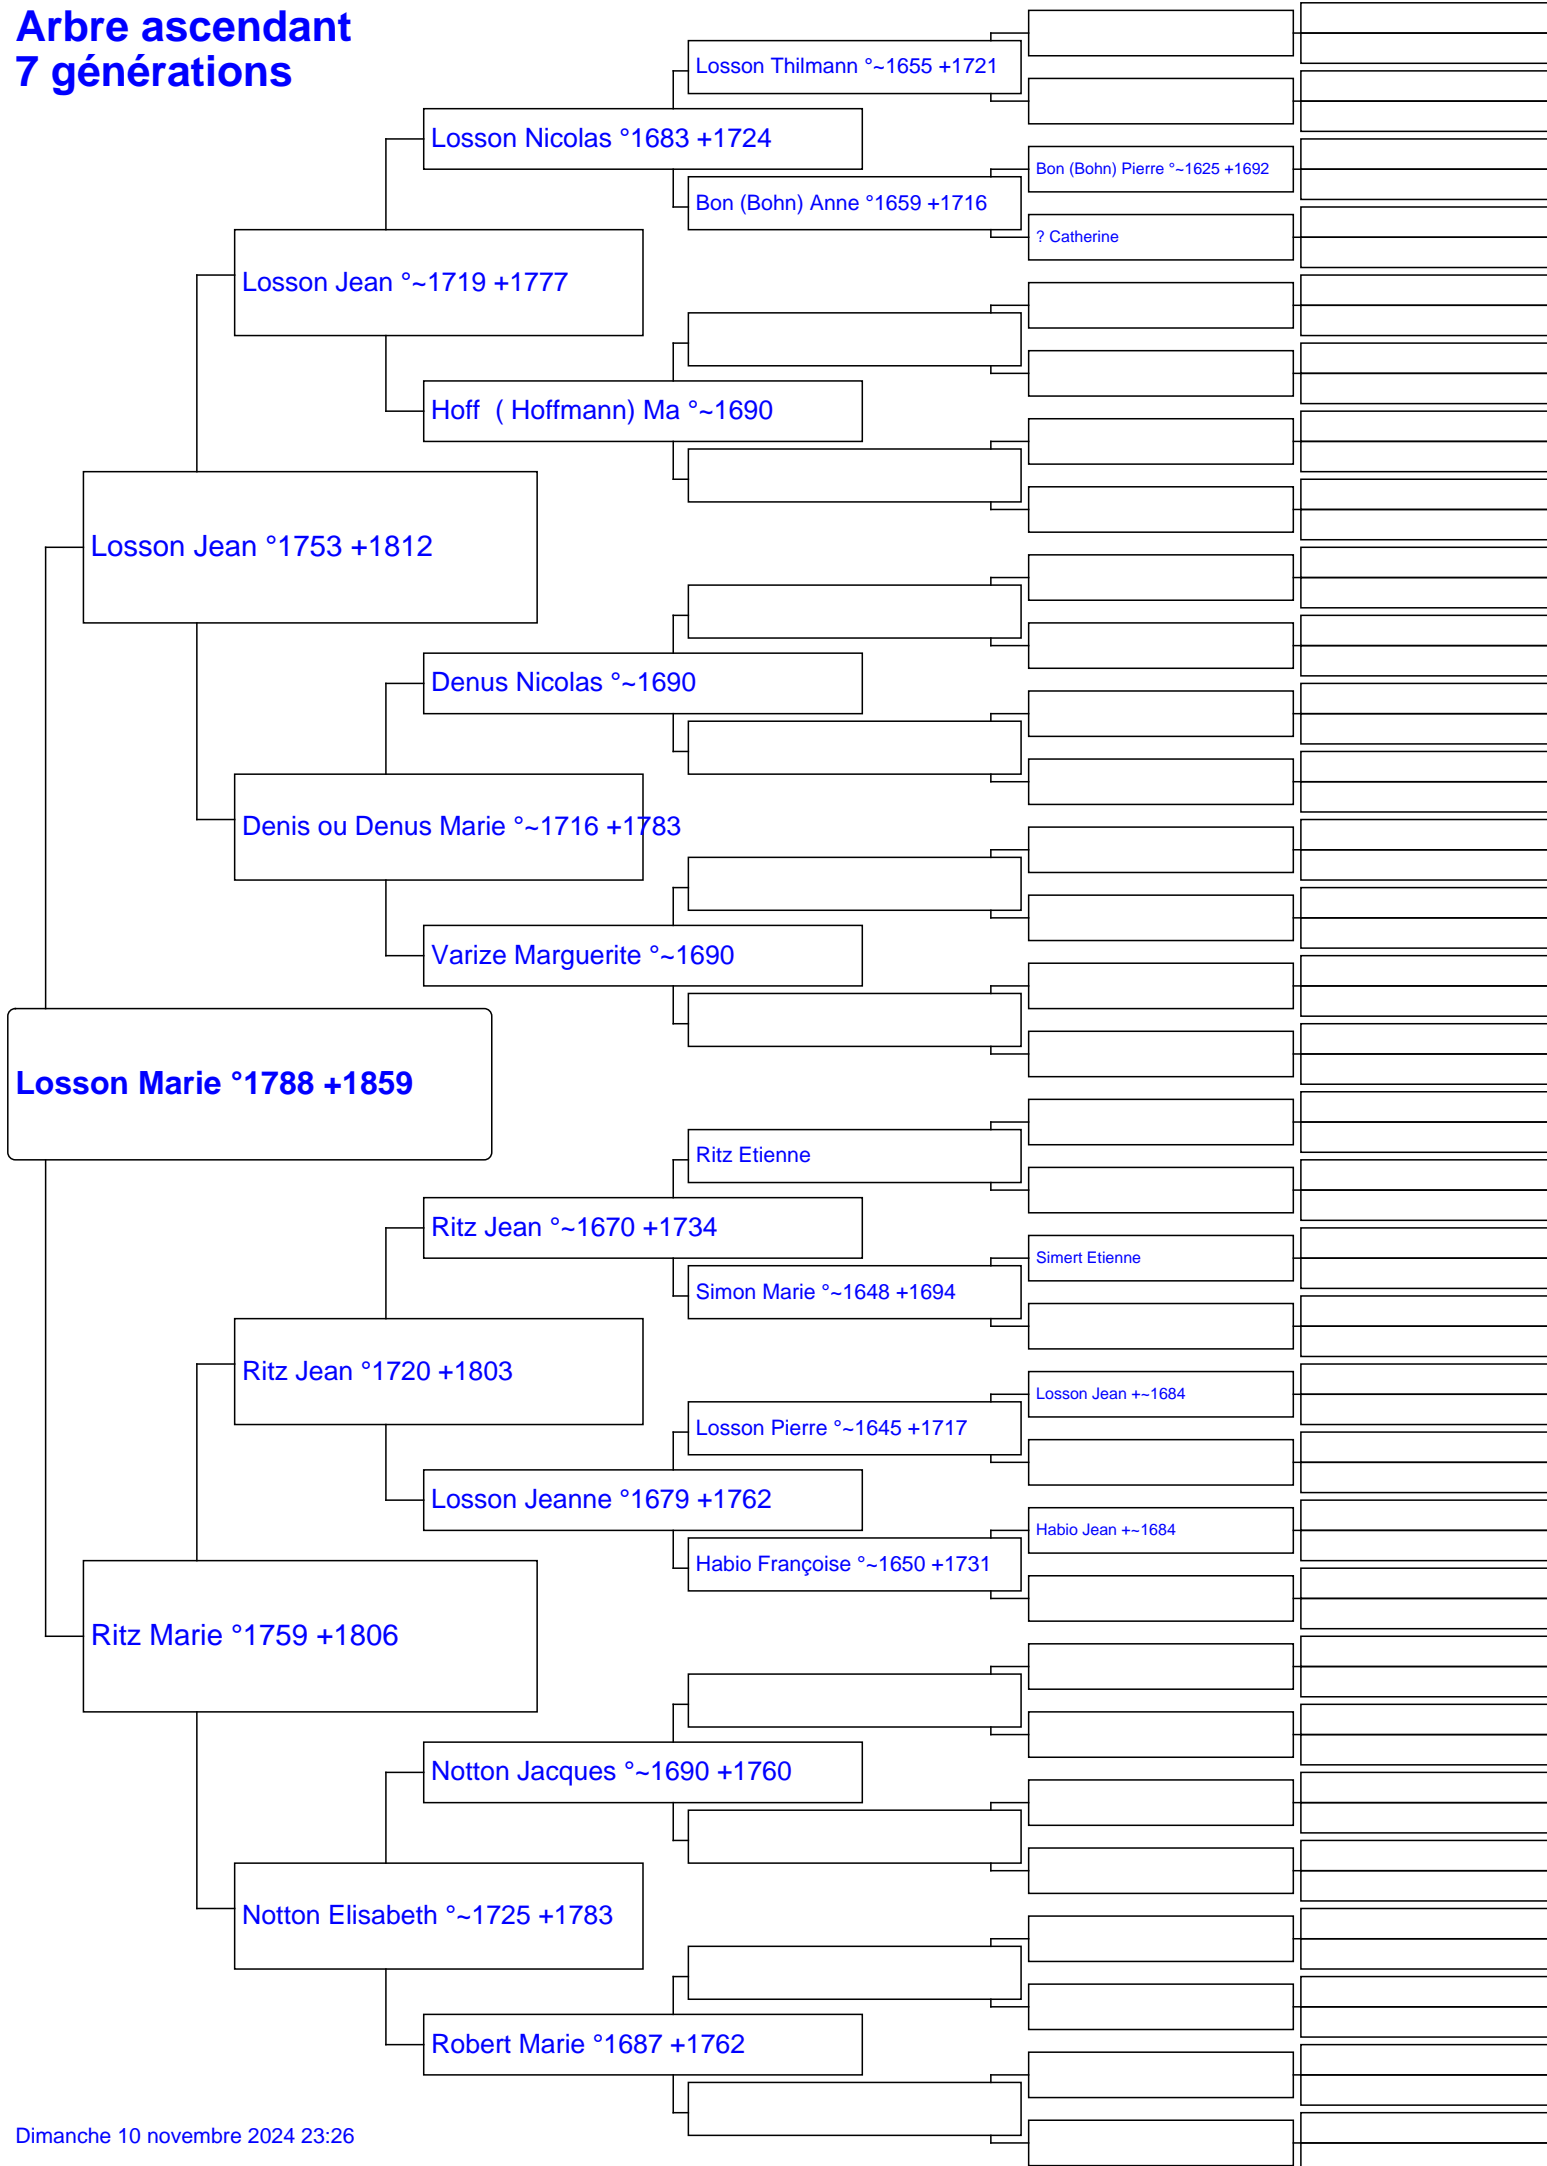 Arbre ascendant
7 générations
Losson Thilmann °~1655 +1721
Losson Nicolas °1683 +1724
Bon (Bohn) Pierre °~1625 +1692
Bon (Bohn) Anne °1659 +1716
? Catherine
Losson Jean °~1719 +1777
Hoff  ( Hoffmann) Ma °~1690
Losson Jean °1753 +1812
Denus Nicolas °~1690
Denis ou Denus Marie °~1716 +1783
Varize Marguerite °~1690
Losson Marie °1788 +1859
Ritz Etienne
Ritz Jean °~1670 +1734
Simert Etienne
Simon Marie °~1648 +1694
Ritz Jean °1720 +1803
Losson Jean +~1684
Losson Pierre °~1645 +1717
Losson Jeanne °1679 +1762
Habio Jean +~1684
Habio Françoise °~1650 +1731
Ritz Marie °1759 +1806
Notton Jacques °~1690 +1760
Notton Elisabeth °~1725 +1783
Robert Marie °1687 +1762
Dimanche 10 novembre 2024 23:26